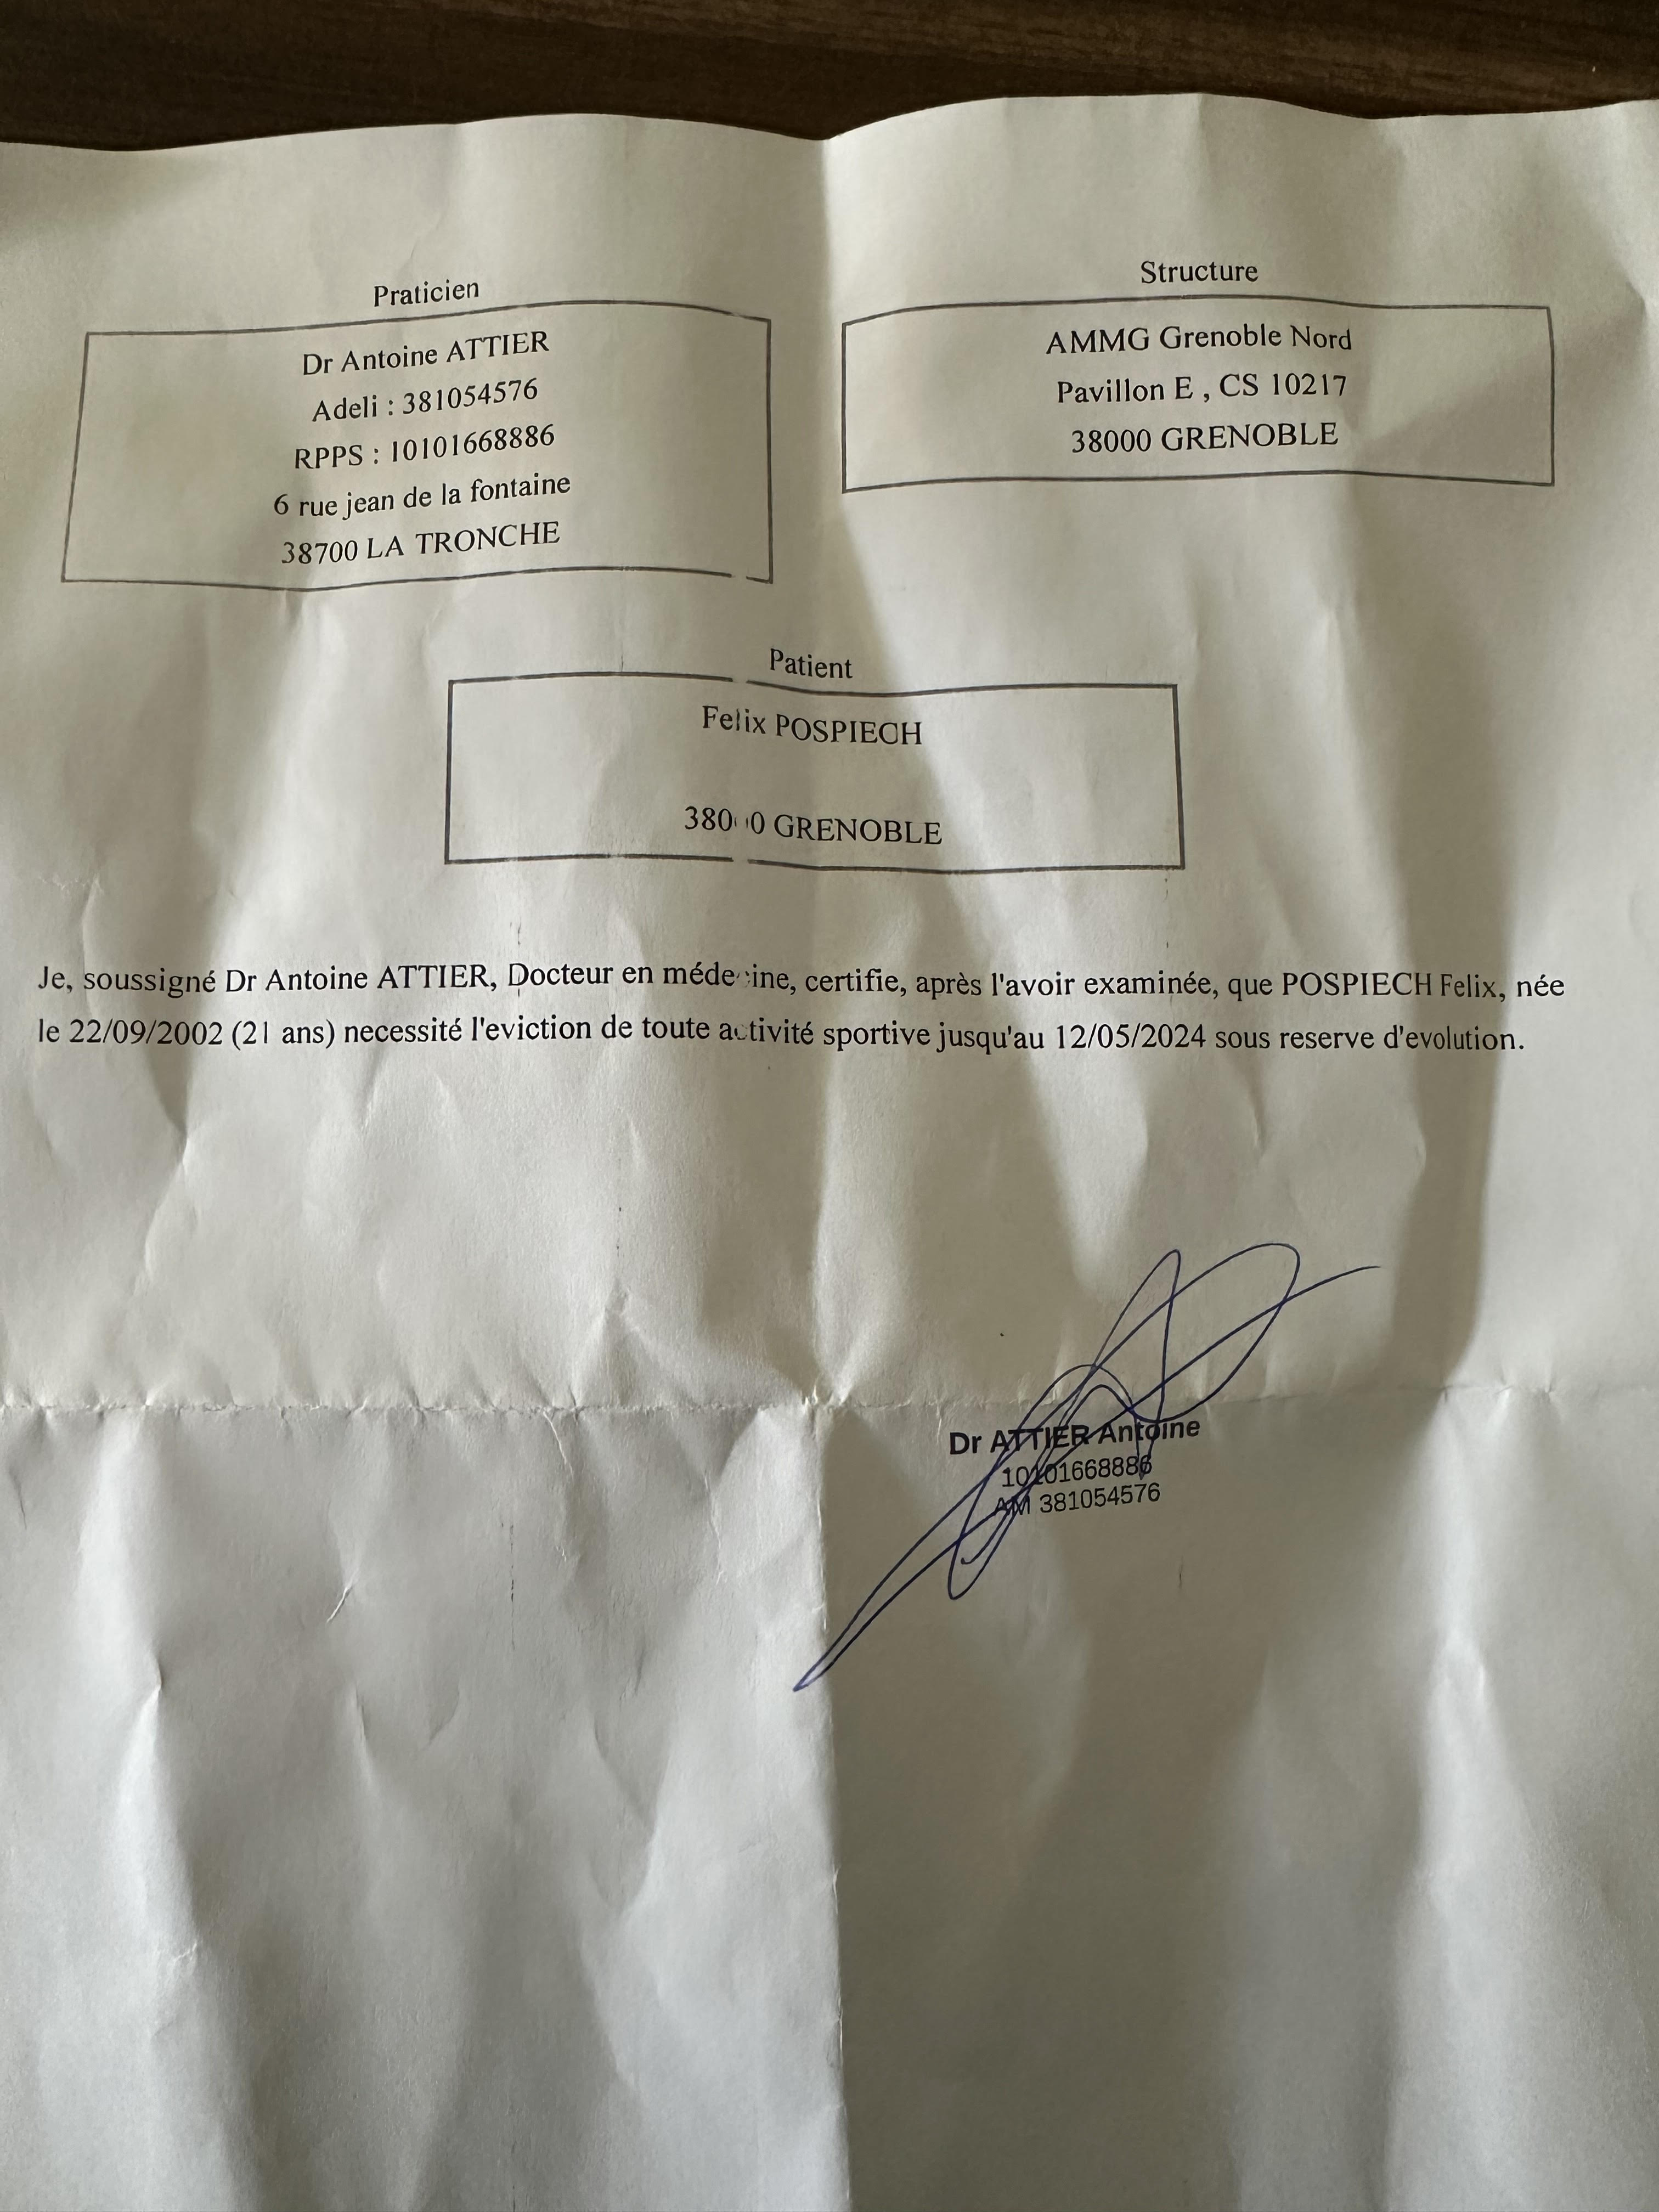 Praticien
Dr Antoine ATTIER
Adeli : 381054576
RPPS : 10101668886
6 rue jean de la fontaine
38700 LA TRONCHE
Structure
AMMG Grenoble Nord
Pavillon E , CS 10217
38000 GRENOBLE
Patient
Felix POSPIECH
38000 GRENOBLE
Je, soussigné Dr Antoine ATTIER, Docteur en médecine, certifie, après l'avoir examinée, que POSPIECH Felix, née
le 22/09/2002 (21 ans) necessité l'eviction de toute activité sportive jusqu'au 12/05/2024 sous reserve d'evolution.
Dr ATTIER Antoine
10101668886
AM 381054576